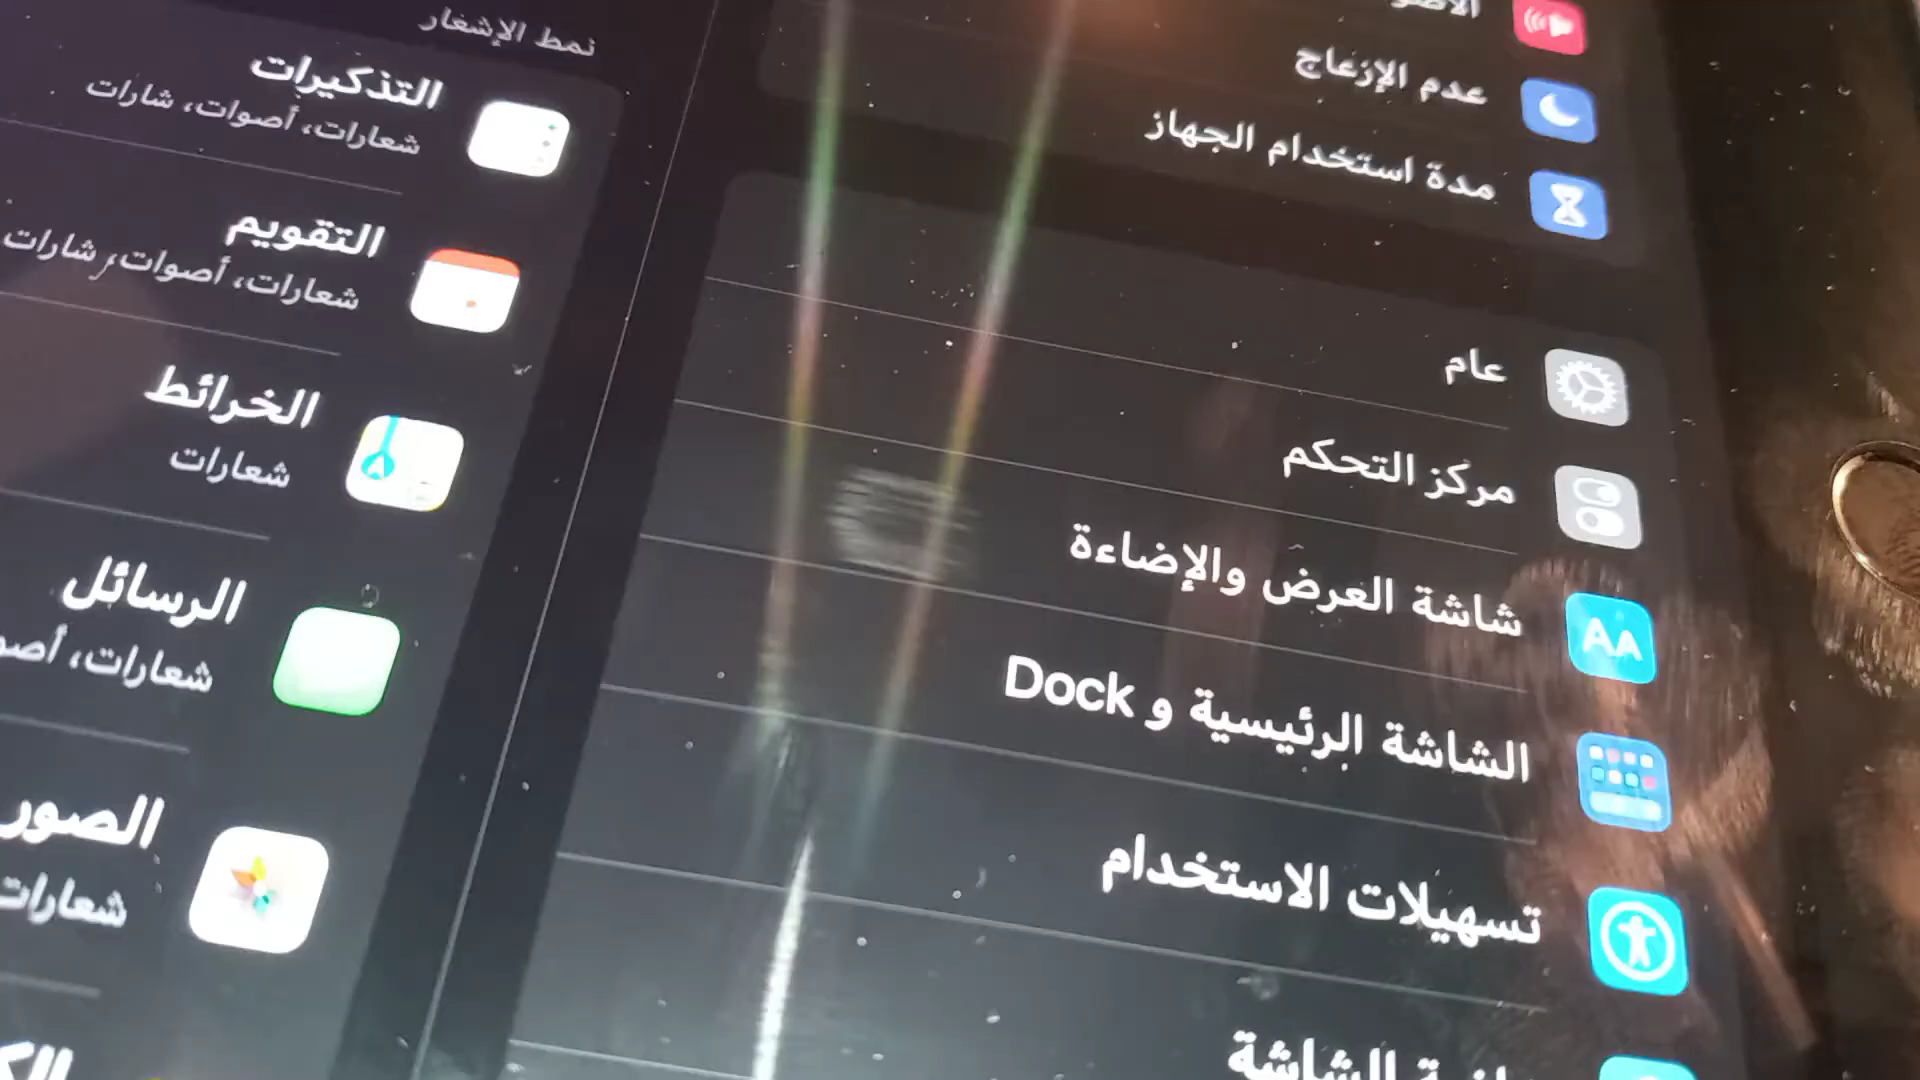 عدم الإزعاج
مدة استخدام الجهاز
عام
مركز التحكم
شاشة العرض والإضاءة
الشاشة الرئيسية و Dock
تسهيلات الاستخدام
الشاشة
نمط الإشعار
التذكيرات
شعارات، أصوات، شارات
التقويم
شعارات، أصوات، شارات
الخرائط
شعارات
الرسائل
شعارات،
الصور
شعارات